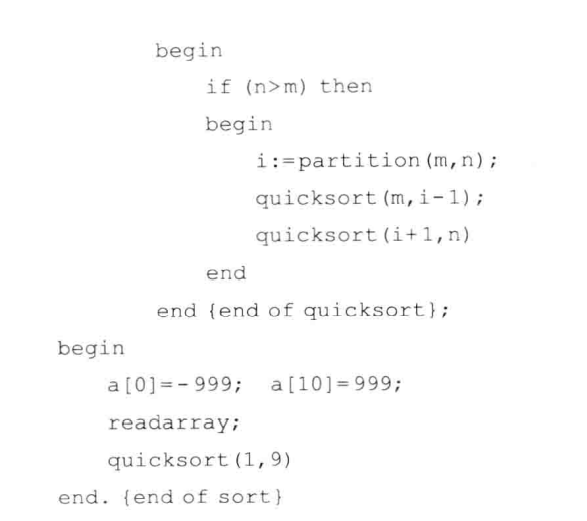 begin
if (n>m) then
begin
i:=partition(m,n);
quicksort(m,i-1);
quicksort(i+1,n)
end
end {end of quicksort};
begin
a[0]=-999; a[10]=999;
readarray;
quicksort(1,9)
end. {end of sort}